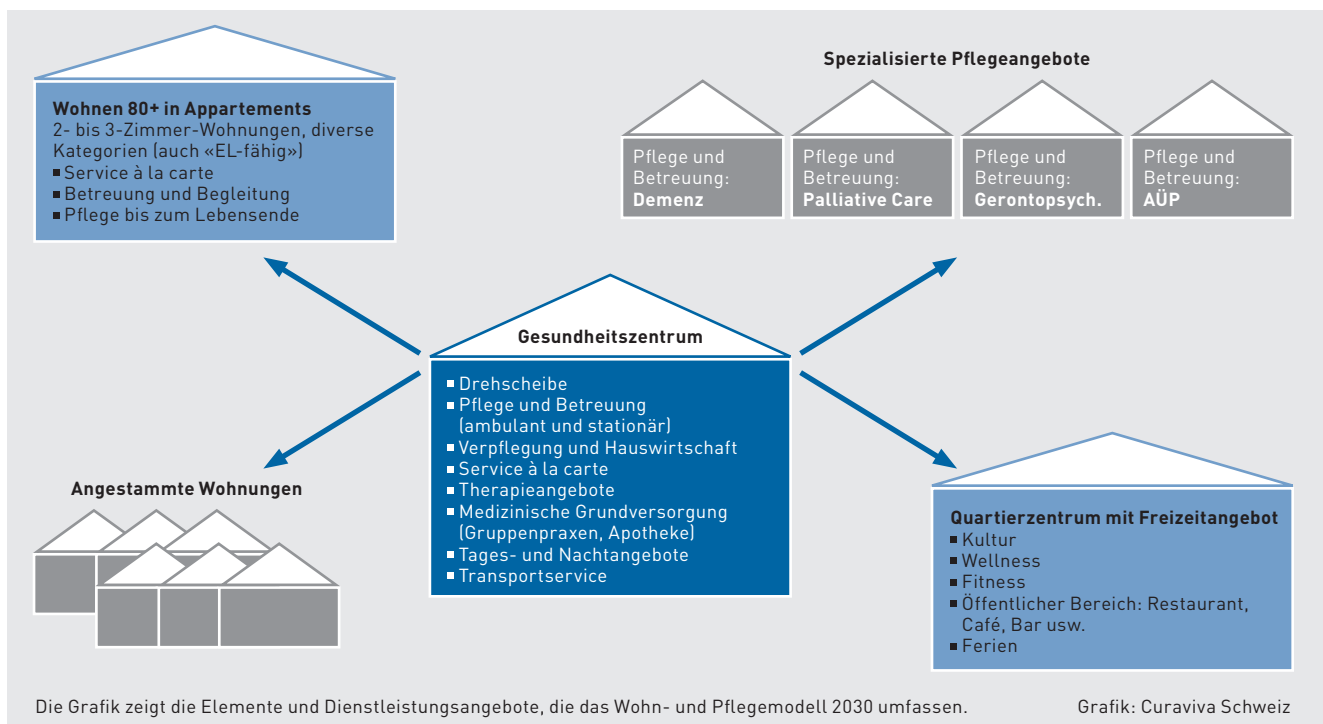 Wohnen 80+ in Appartements
2- bis 3-Zimmer-Wohnungen, diverse
Kategorien (auch «EL-fähig»)
▪ Service à la carte
▪ Betreuung und Begleitung
▪ Pflege bis zum Lebensende
Spezialisierte Pflegeangebote
Pflege und
Betreuung:
Demenz
Pflege und
Betreuung:
Palliative Care
Pflege und
Betreuung:
Gerontopsych.
Pflege und
Betreuung:
AÜP
Gesundheitszentrum
▪ Drehscheibe
▪ Pflege und Betreuung
(ambulant und stationär)
▪ Verpflegung und Hauswirtschaft
▪ Service à la carte
▪ Therapieangebote
▪ Medizinische Grundversorgung
(Gruppenpraxen, Apotheke)
▪ Tages- und Nachtangebote
▪ Transportservice
Angestammte Wohnungen
Quartierzentrum mit Freizeitangebot
▪ Kultur
▪ Wellness
▪ Fitness
▪ Öffentlicher Bereich: Restaurant,
Café, Bar usw.
▪ Ferien
Die Grafik zeigt die Elemente und Dienstleistungsangebote, die das Wohn- und Pflegemodell 2030 umfassen.
Grafik: Curaviva Schweiz